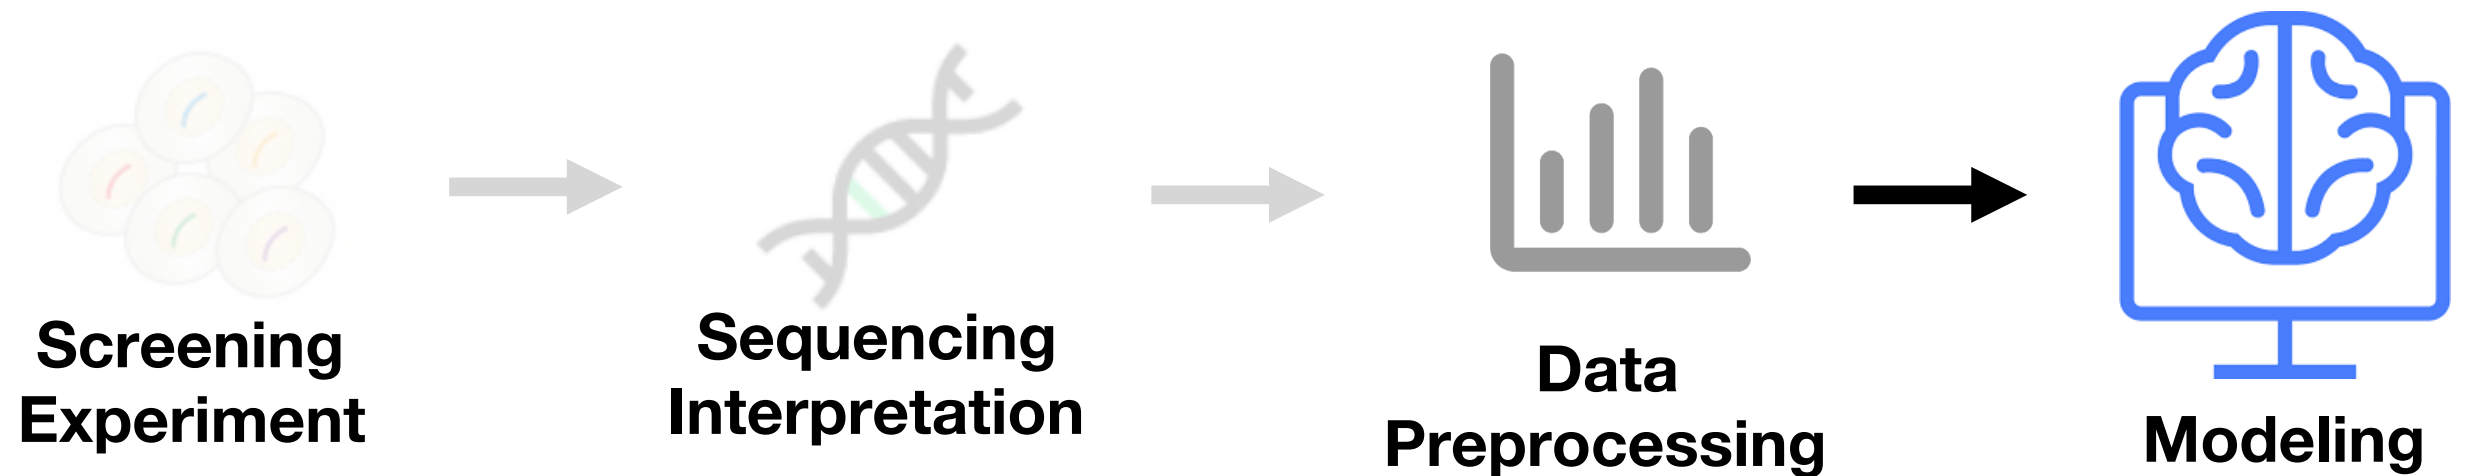 Screening
Experiment
Sequencing
Interpretation
Data
Preprocessing
Modeling